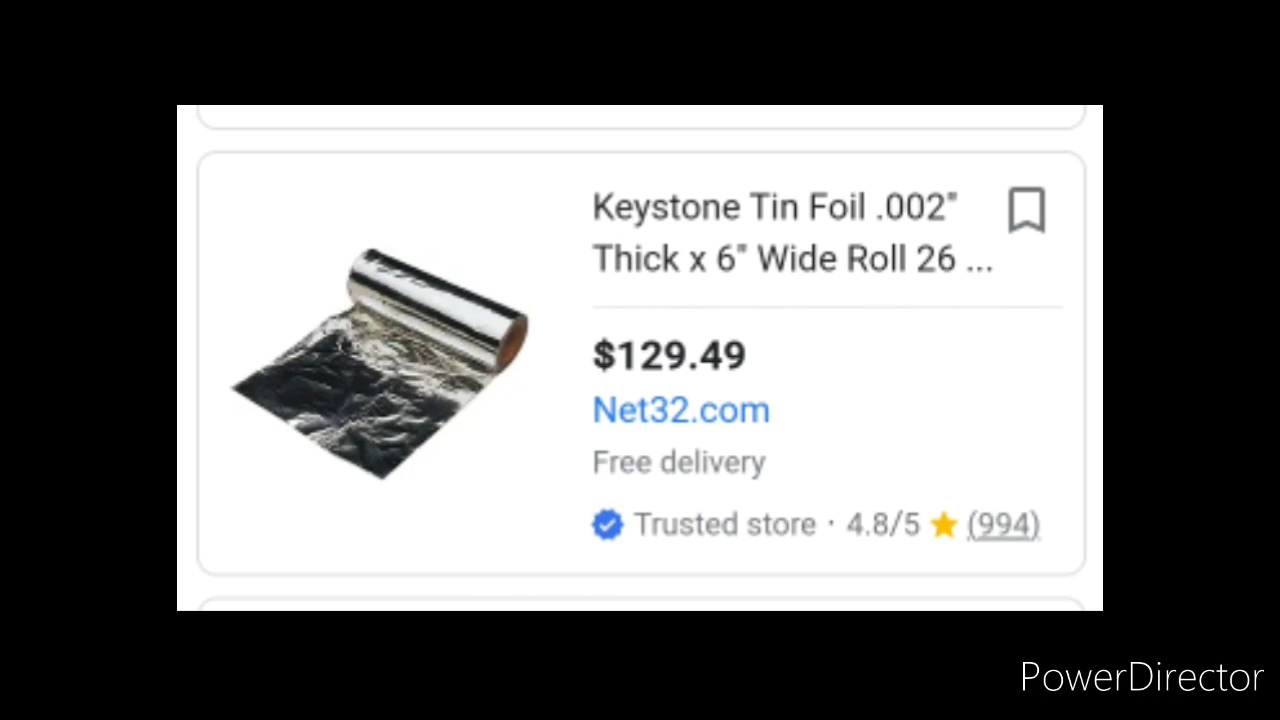 Keystone Tin Foil .002"
Thick x 6" Wide Roll 26 ...
$129.49
Net32.com
Free delivery
Trusted store · 4.8/5 (994)
PowerDirector